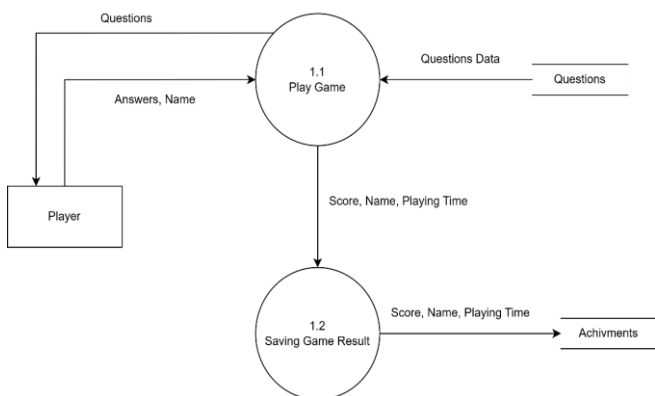 Questions
1.1
Play Game
Questions Data
Questions
Answers, Name
Player
Score, Name, Playing Time
1.2
Saving Game Result
Score, Name, Playing Time
Achivments